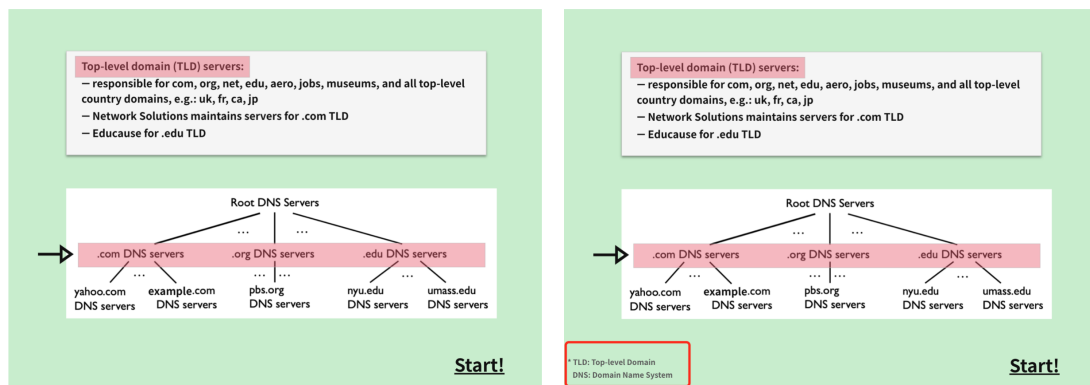 Top-level domain (TLD) servers:
— responsible for com, org, net, edu, aero, jobs, museums, and all top-level
country domains, e.g.: uk, fr, ca, jp
— Network Solutions maintains servers for .com TLD
— Educause for .edu TLD
Root DNS Servers
... ...
.com DNS servers .org DNS servers .edu DNS servers
... ... ... ...
yahoo.com example.com pbs.org nyu.edu umass.edu
DNS servers DNS servers DNS servers DNS servers DNS servers
Start!
Top-level domain (TLD) servers:
— responsible for com, org, net, edu, aero, jobs, museums, and all top-level
country domains, e.g.: uk, fr, ca, jp
— Network Solutions maintains servers for .com TLD
— Educause for .edu TLD
Root DNS Servers
... ...
.com DNS servers .org DNS servers .edu DNS servers
... ... ... ...
yahoo.com example.com pbs.org nyu.edu umass.edu
DNS servers DNS servers DNS servers DNS servers DNS servers
* TLD: Top-level Domain
DNS: Domain Name System
Start!